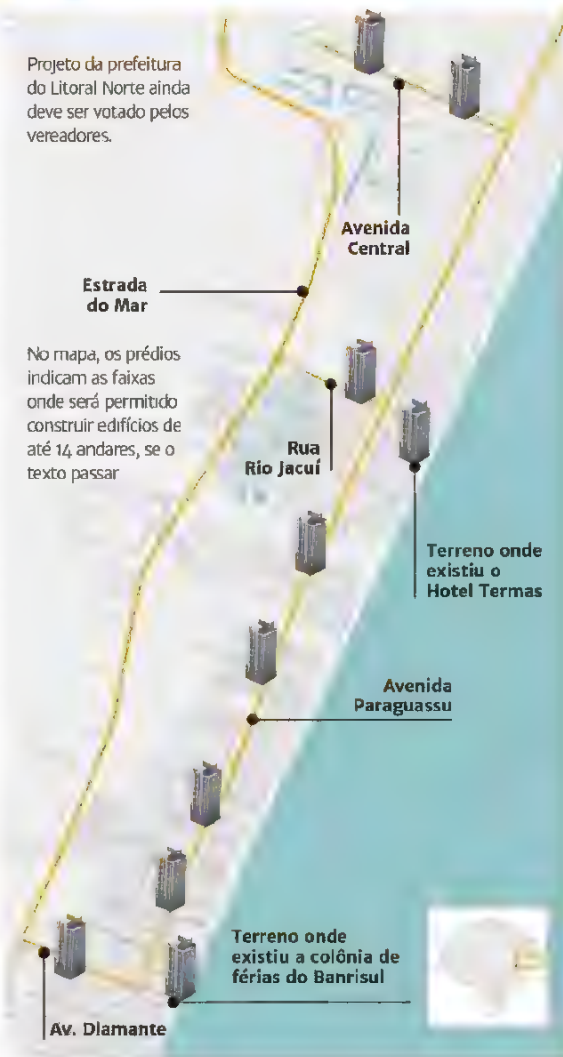 Projeto da prefeitura
do Litoral Norte ainda
deve ser votado pelos
vereadores.
Avenida
Central
Estrada
do Mar
No mapa, os prédios
indicam as faixas
onde será permitido
construir edifícios de
até 14 andares, se o
texto passar
Rua
Rio Jacuí
Terreno onde
existiu o
Hotel Termas
Avenida
Paraguassu
Terreno onde
existiu a colônia de
férias do Banrisul
Av. Diamante